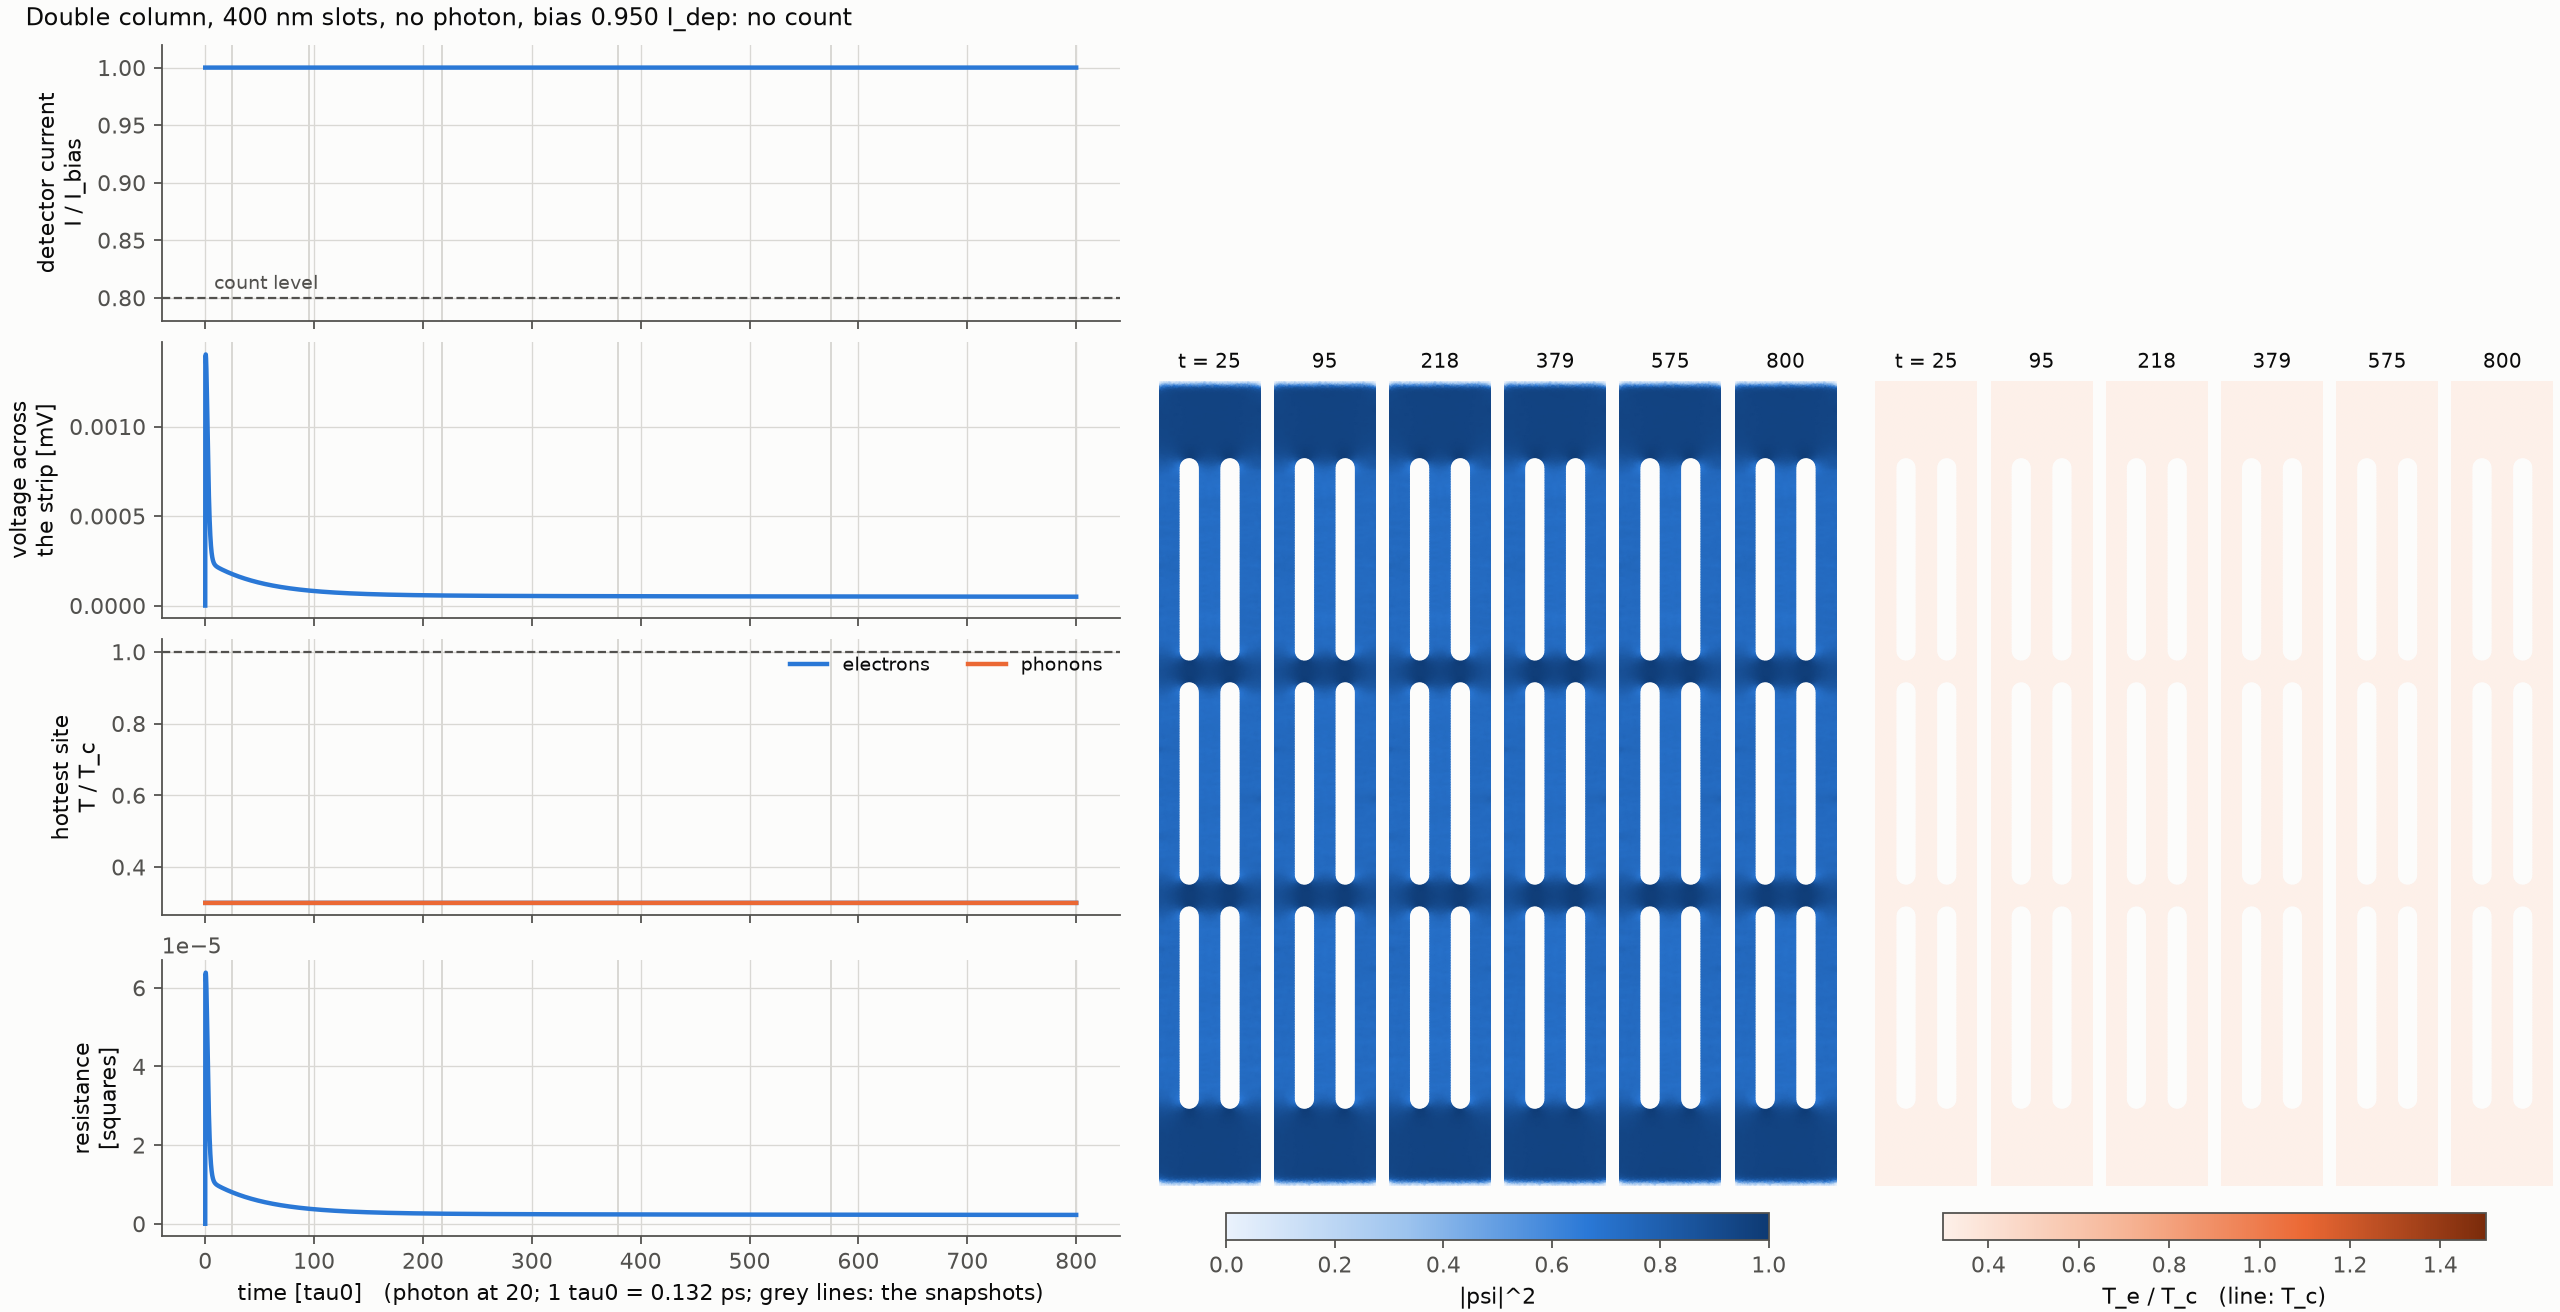 Double column, 400 nm slots, no photon, bias 0.950 I_dep: no count
detector current
I / I_bias
1.00
0.95
0.90
0.85
0.80
count level
voltage across
the strip [mV]
0.0010
0.0005
0.0000
hottest site
T / T_c
1.0
0.8
0.6
0.4
electrons
phonons
1e−5
resistance
[squares]
6
4
2
0
0 100 200 300 400 500 600 700 800
time [tau0]   (photon at 20; 1 tau0 = 0.132 ps; grey lines: the snapshots)
t = 25 95 218 379 575 800
0.0 0.2 0.4 0.6 0.8 1.0
|psi|^2
t = 25 95 218 379 575 800
0.4 0.6 0.8 1.0 1.2 1.4
T_e / T_c   (line: T_c)